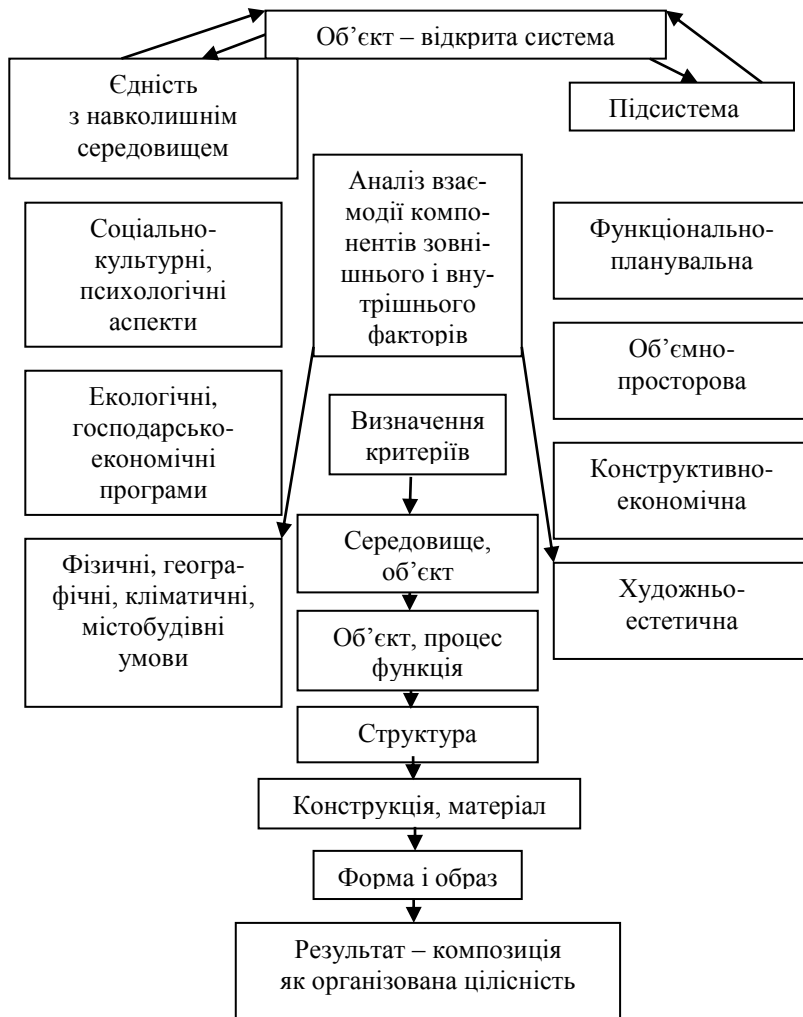 Об’єкт – відкрита система
Єдність
з навколишнім
середовищем
Підсистема
Аналіз взає-
модії компо-
нентів зовні-
шнього і вну-
трішнього
факторів
Соціально-
культурні,
психологічні
аспекти
Функціонально-
планувальна
Об’ємно-
просторова
Екологічні,
господарсько-
економічні
програми
Визначення
критеріїв
Конструктивно-
економічна
Фізичні, геогра-
фічні, кліматичні,
містобудівні
умови
Середовище,
об’єкт
Художньо-
естетична
Об’єкт, процес
функція
Структура
Конструкція, матеріал
Форма і образ
Результат – композиція
як організована цілісність